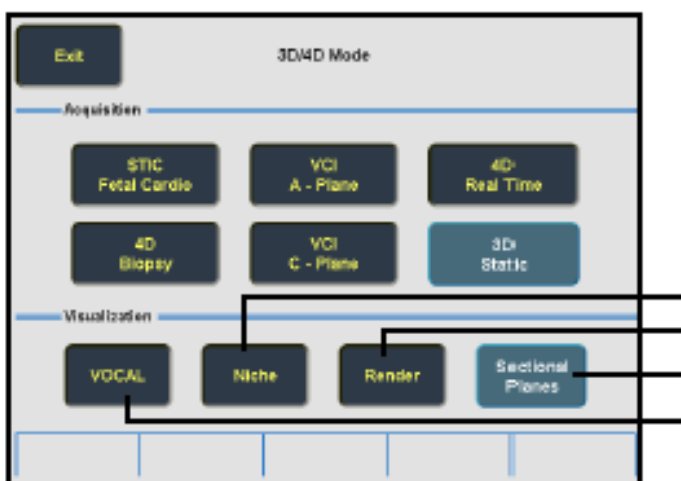 Exit
3D/4D Mode
Acquisition
STIC
Fetal Cardio
VCI
A - Plane
4D
Real Time
4D
Biopsy
VCI
C - Plane
3D
Static
Visualization
VOCAL
Niche
Render
Sectional
Planes